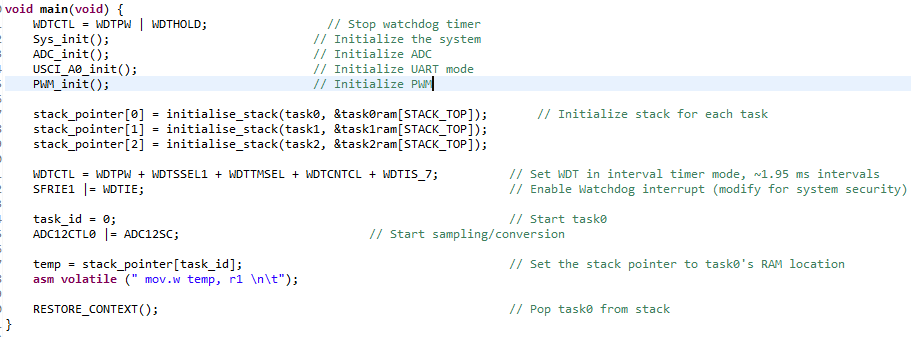 void main(void) {
WDTCTL = WDTPW | WDTHOLD; // Stop watchdog timer
Sys_init(); // Initialize the system
ADC_init(); // Initialize ADC
USCI_A0_init(); // Initialize UART mode
PWM_init(); // Initialize PWM
stack_pointer[0] = initialise_stack(task0, &task0ram[STACK_TOP]); // Initialize stack for each task
stack_pointer[1] = initialise_stack(task1, &task1ram[STACK_TOP]);
stack_pointer[2] = initialise_stack(task2, &task2ram[STACK_TOP]);
WDTCTL = WDTPW + WDTSSEL1 + WDTTMSEL + WDTCNTCL + WDTIS_7; // Set WDT in interval timer mode, ~1.95 ms intervals
SFRIE1 |= WDTIE; // Enable Watchdog interrupt (modify for system security)
task_id = 0; // Start task0
ADC12CTL0 |= ADC12SC; // Start sampling/conversion
temp = stack_pointer[task_id]; // Set the stack pointer to task0's RAM location
asm volatile (" mov.w temp, r1 \n\t");
RESTORE_CONTEXT(); // Pop task0 from stack
}